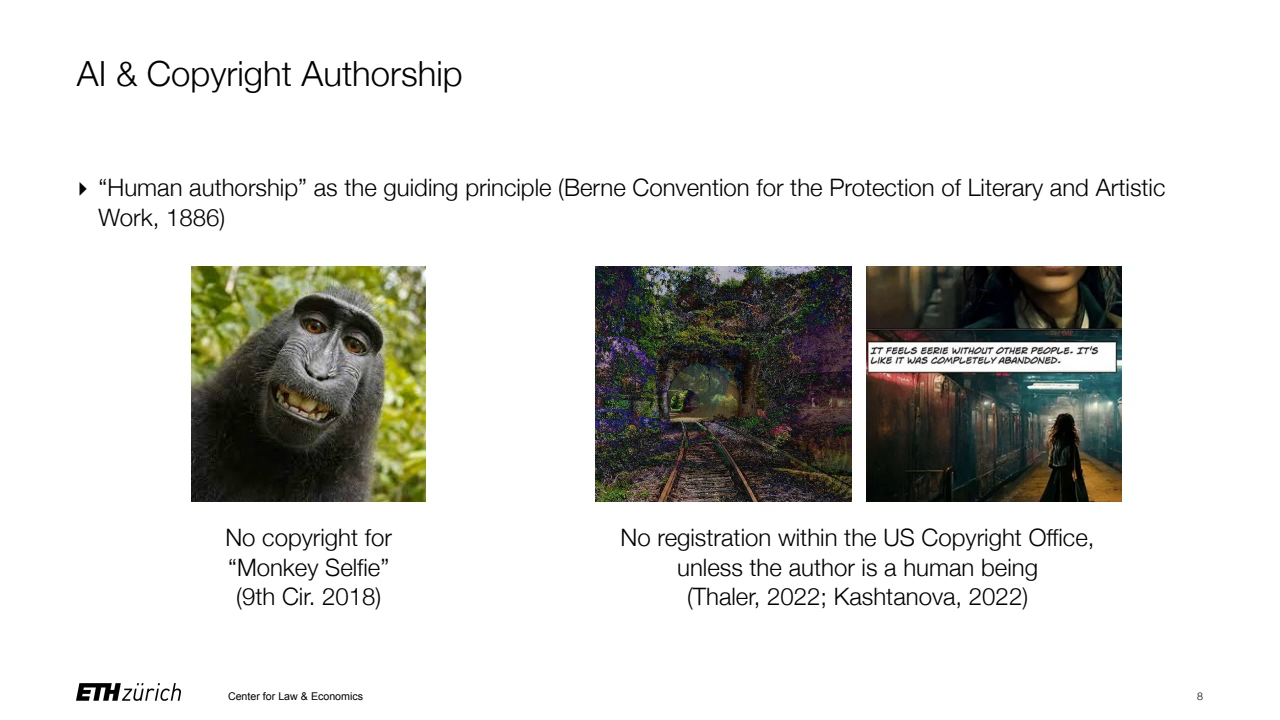 AI & Copyright Authorship
“Human authorship” as the guiding principle (Berne Convention for the Protection of Literary and Artistic
Work, 1886)
IT FEELS EERIE WITHOUT OTHER PEOPLE. IT'S
LIKE IT WAS COMPLETELY ABANDONED.
No copyright for
“Monkey Selfie”
(9th Cir. 2018)
No registration within the US Copyright Office,
unless the author is a human being
(Thaler, 2022; Kashtanova, 2022)
ETH zürich
Center for Law & Economics
8